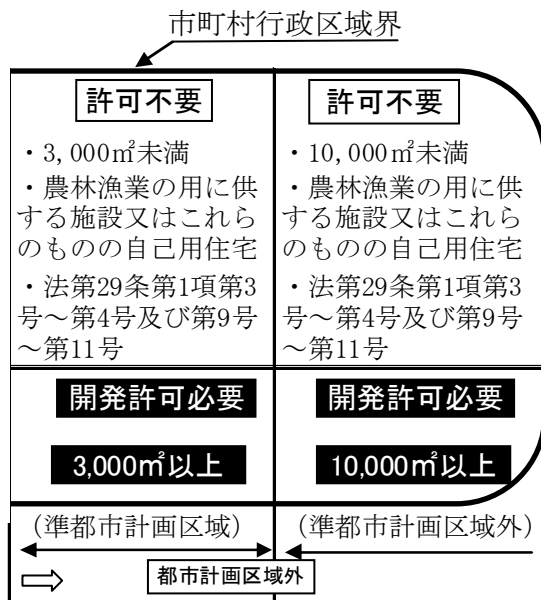 市町村行政区域界
許可不要
・3,000㎡未満
・農林漁業の用に供
する施設又はこれら
のものの自己用住宅
・法第29条第1項第3
号～第4号及び第9号
～第11号
許可不要
・10,000㎡未満
・農林漁業の用に供
する施設又はこれら
のものの自己用住宅
・法第29条第1項第3
号～第4号及び第9号
～第11号
開発許可必要
3,000㎡以上
開発許可必要
10,000㎡以上
(準都市計画区域)
(準都市計画区域外)
都市計画区域外